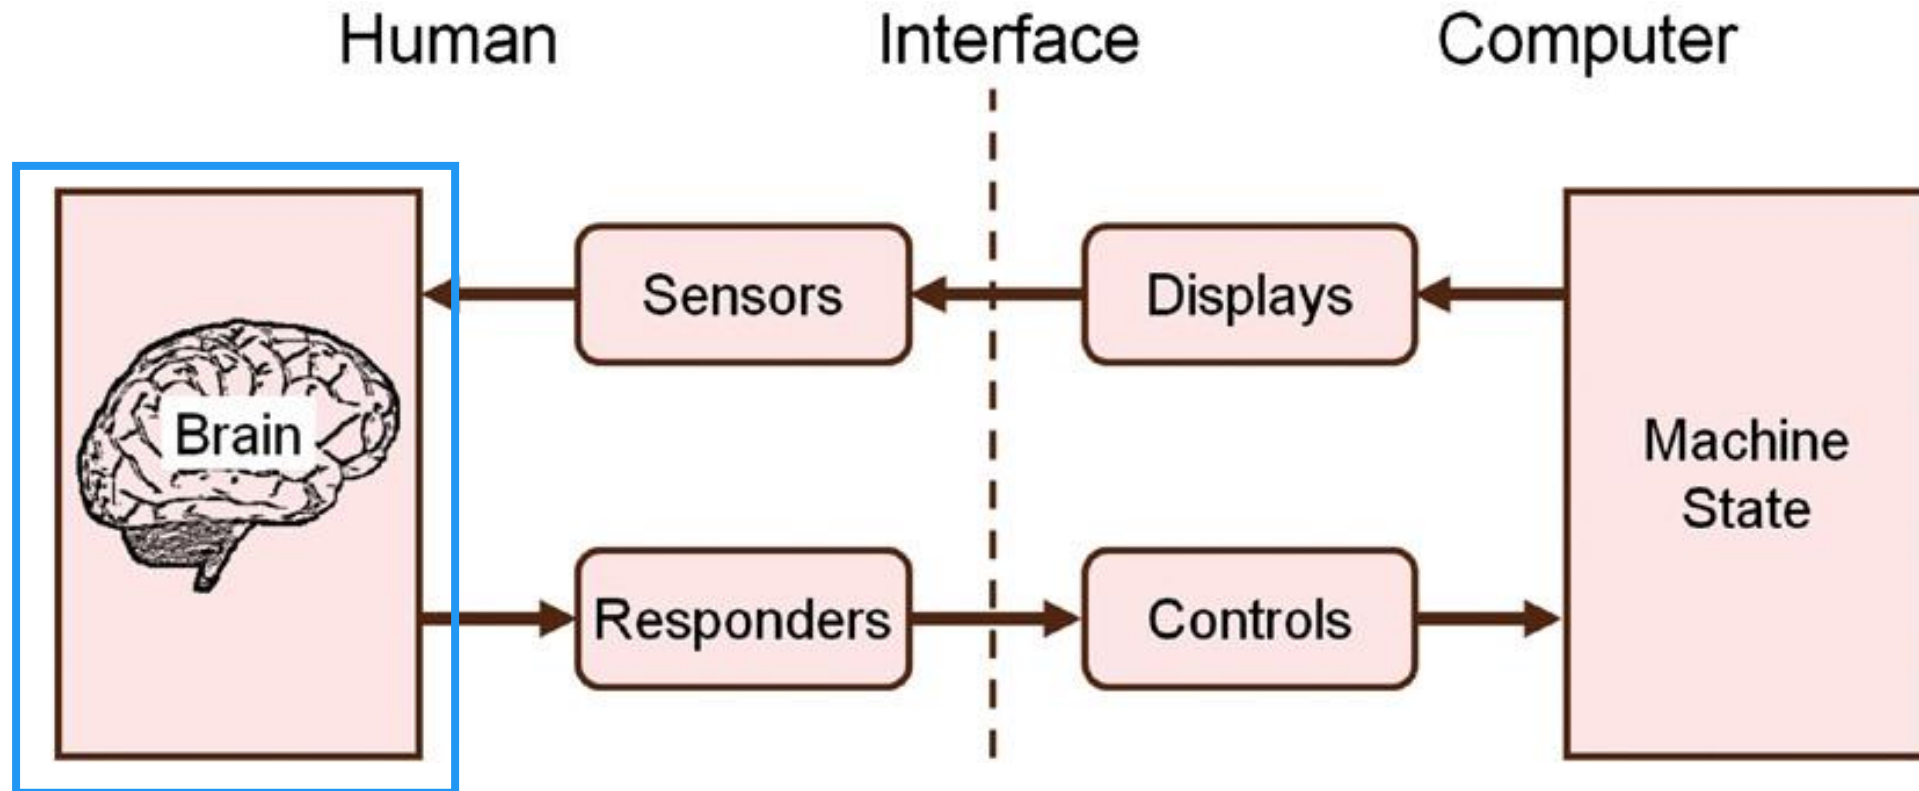 Human
Interface
Computer
Sensors
Displays
Brain
Machine
State
Responders
Controls